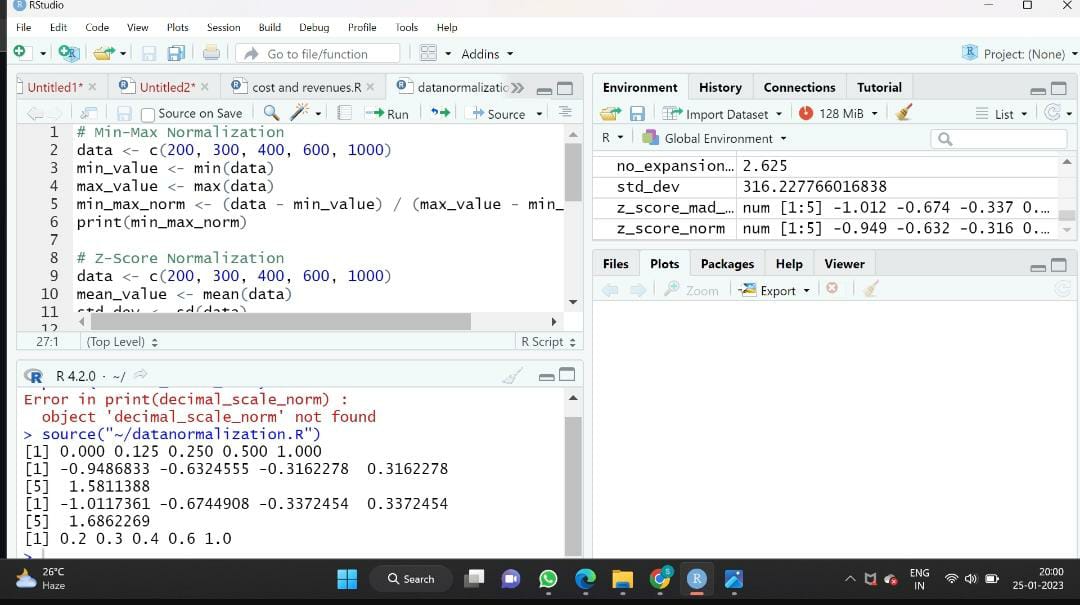 RStudio
File Edit Code View Plots Session Build Debug Profile Tools Help
Go to file/function Addins Project: (None)
Untitled1* Untitled2* cost and revenues.R datanormalizatio
Source on Save Run Source
1 # Min-Max Normalization
2 data <- c(200, 300, 400, 600, 1000)
3 min_value <- min(data)
4 max_value <- max(data)
5 min_max_norm <- (data - min_value) / (max_value - min_
6 print(min_max_norm)
7
8 # Z-Score Normalization
9 data <- c(200, 300, 400, 600, 1000)
10 mean_value <- mean(data)
11 std_dev <- sd(data)
12
27:1 (Top Level) R Script
R 4.2.0 · ~/
Error in print(decimal_scale_norm) :
object 'decimal_scale_norm' not found
> source("~/datanormalization.R")
[1] 0.000 0.125 0.250 0.500 1.000
[1] -0.9486833 -0.6324555 -0.3162278 0.3162278
[5] 1.5811388
[1] -1.0117361 -0.6744908 -0.3372454 0.3372454
[5] 1.6862269
[1] 0.2 0.3 0.4 0.6 1.0
>
Environment History Connections Tutorial
Import Dataset 128 MiB List
R Global Environment
no_expansion... 2.625
std_dev 316.227766016838
z_score_mad_... num [1:5] -1.012 -0.674 -0.337 0....
z_score_norm num [1:5] -0.949 -0.632 -0.316 0....
Files Plots Packages Help Viewer
Zoom Export
26°C
Haze
Search
ENG
IN
20:00
25-01-2023